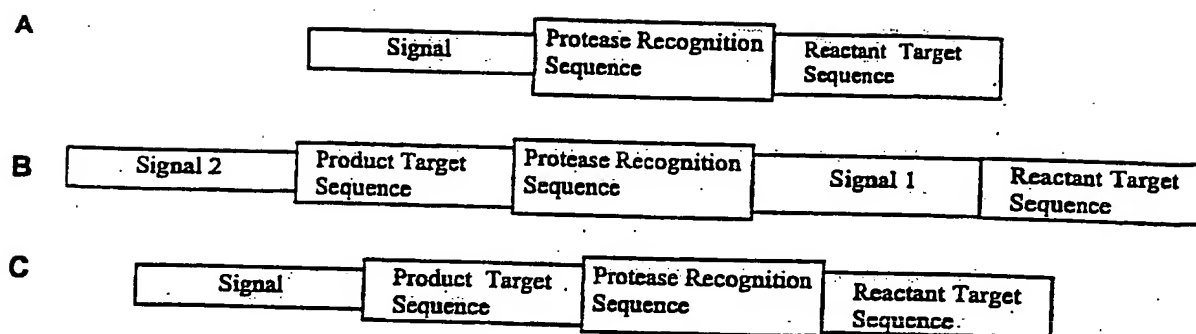 A
Signal
Protease Recognition
Sequence
Reactant Target
Sequence
B
Signal 2
Product Target
Sequence
Protease Recognition
Sequence
Signal 1
Reactant Target
Sequence
C
Signal
Product Target
Sequence
Protease Recognition
Sequence
Reactant Target
Sequence